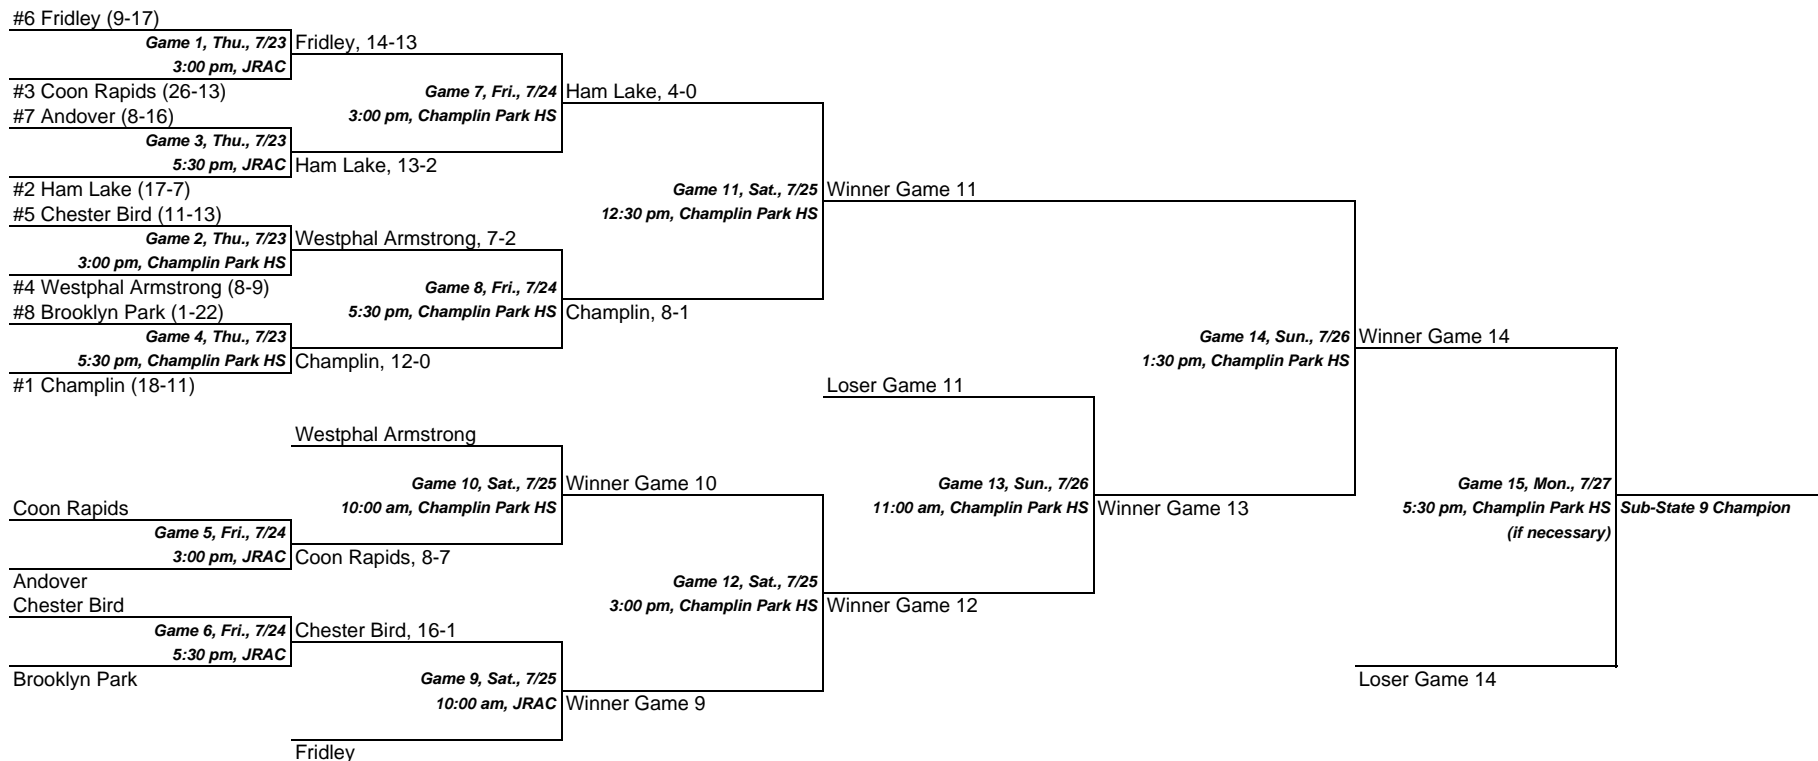 #6 Fridley (9-17)
Game 1, Thu., 7/23
3:00 pm, JRAC
Fridley, 14-13
#3 Coon Rapids (26-13)
Game 7, Fri., 7/24
3:00 pm, Champlin Park HS
Ham Lake, 4-0
#7 Andover (8-16)
Game 3, Thu., 7/23
5:30 pm, JRAC
Ham Lake, 13-2
#2 Ham Lake (17-7)
Game 11, Sat., 7/25
12:30 pm, Champlin Park HS
Winner Game 11
#5 Chester Bird (11-13)
Game 2, Thu., 7/23
3:00 pm, Champlin Park HS
Westphal Armstrong, 7-2
#4 Westphal Armstrong (8-9)
Game 8, Fri., 7/24
5:30 pm, Champlin Park HS
Champlin, 8-1
#8 Brooklyn Park (1-22)
Game 4, Thu., 7/23
5:30 pm, Champlin Park HS
Champlin, 12-0
#1 Champlin (18-11)
Game 14, Sun., 7/26
1:30 pm, Champlin Park HS
Winner Game 14
Loser Game 11
Westphal Armstrong
Game 10, Sat., 7/25
10:00 am, Champlin Park HS
Winner Game 10
Game 13, Sun., 7/26
11:00 am, Champlin Park HS
Winner Game 13
Game 15, Mon., 7/27
5:30 pm, Champlin Park HS
(if necessary)
Sub-State 9 Champion
Coon Rapids
Game 5, Fri., 7/24
3:00 pm, JRAC
Coon Rapids, 8-7
Andover
Game 12, Sat., 7/25
3:00 pm, Champlin Park HS
Winner Game 12
Chester Bird
Game 6, Fri., 7/24
5:30 pm, JRAC
Chester Bird, 16-1
Brooklyn Park
Game 9, Sat., 7/25
10:00 am, JRAC
Winner Game 9
Loser Game 14
Fridley